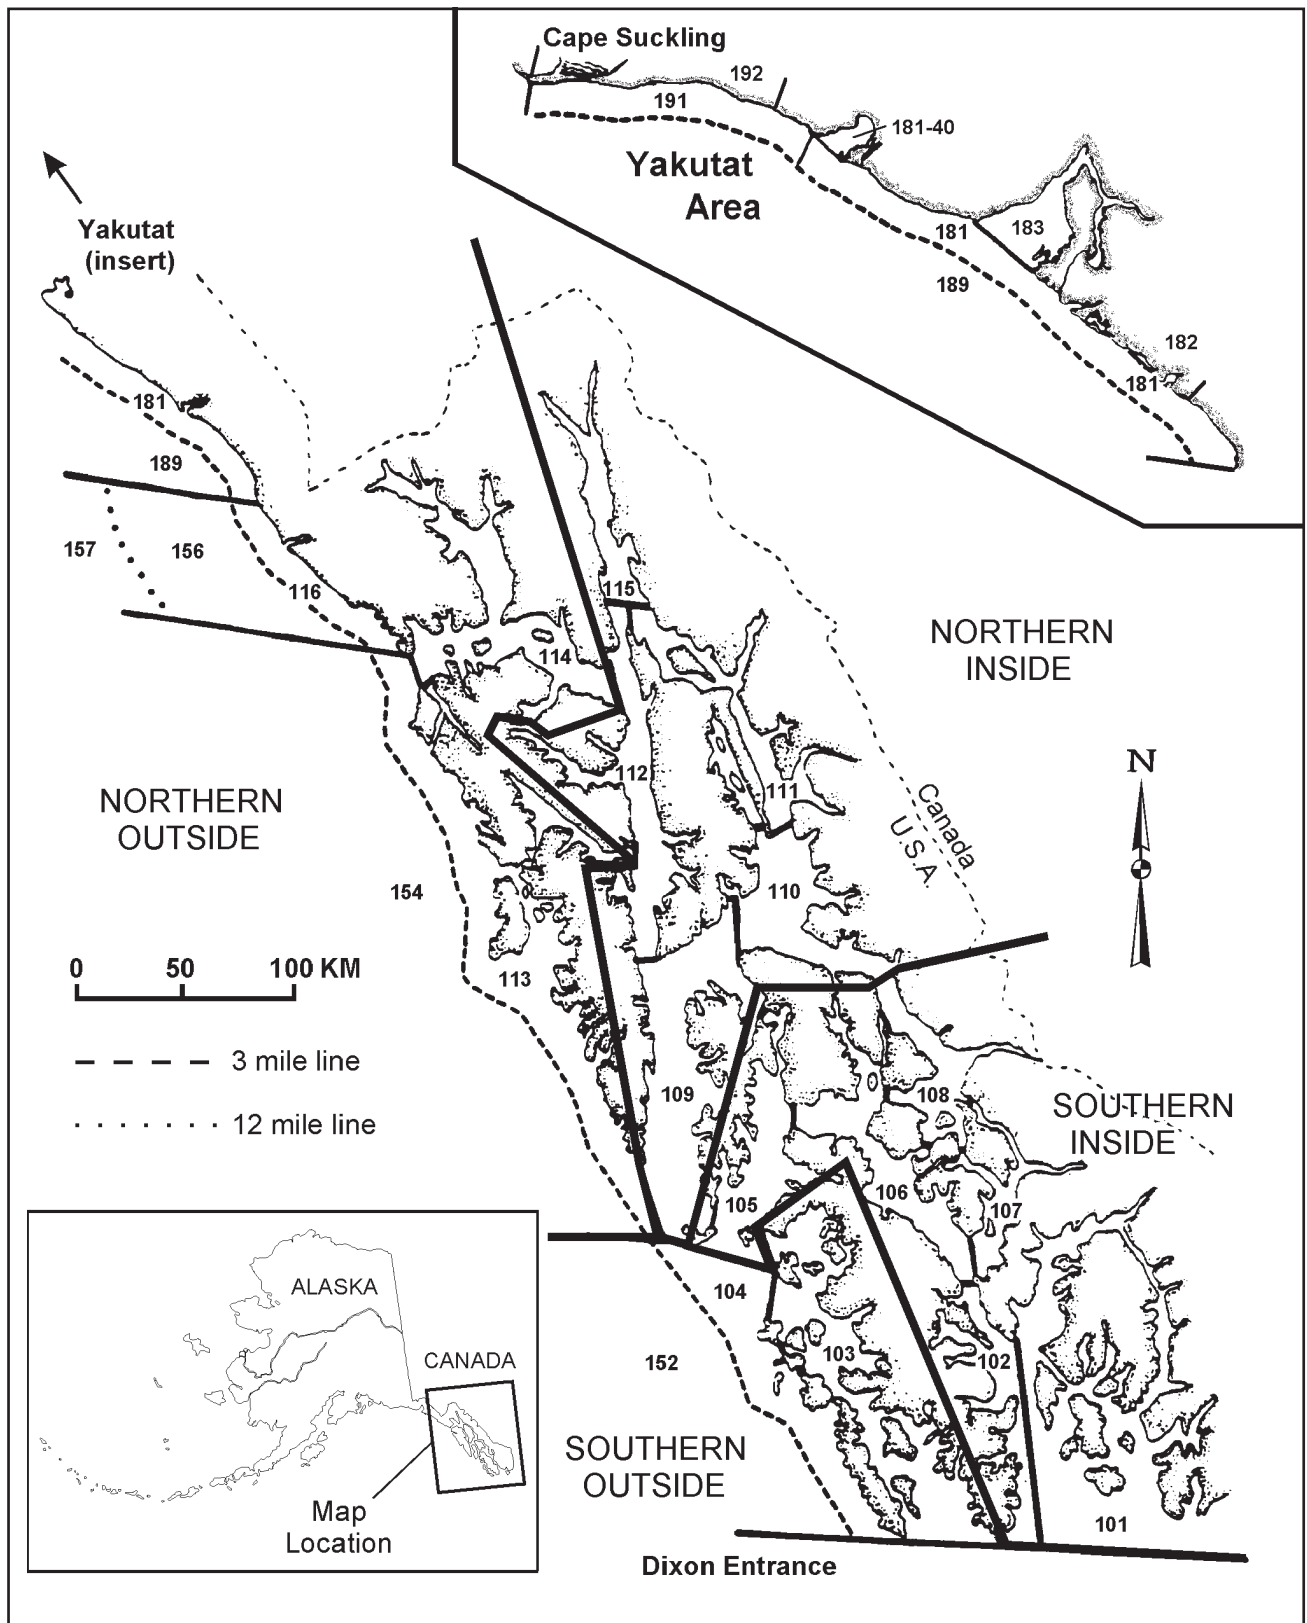 Cape Suckling
192
191
181-40
Yakutat
Area
181
183
189
182
181
Yakutat
(insert)
181
189
157
156
116
115
114
NORTHERN
INSIDE
112
111
NORTHERN
OUTSIDE
Canada
U.S.A.
N
154
110
113
0 50 100 KM
3 mile line
12 mile line
109
108
SOUTHERN
INSIDE
105
106
107
104
152
103
102
SOUTHERN
OUTSIDE
101
Dixon Entrance
ALASKA
CANADA
Map
Location